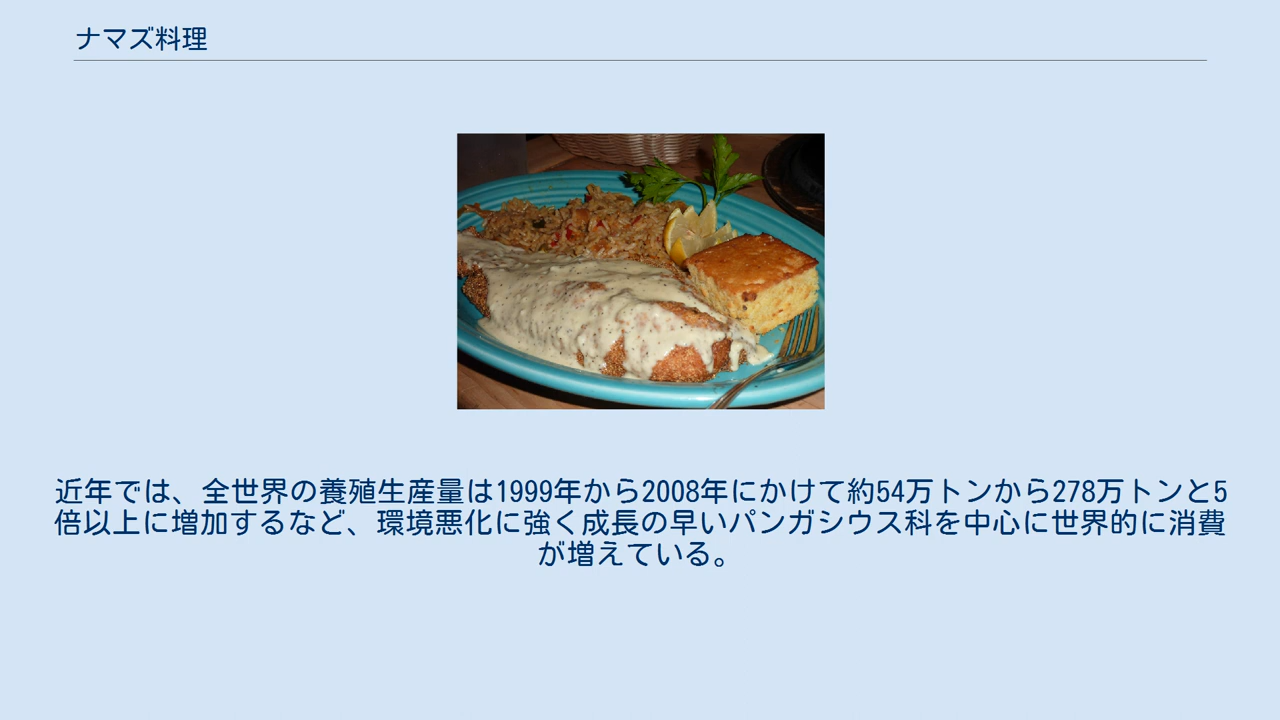 ナマズ料理
近年では、全世界の養殖生産量は1999年から2008年にかけて約54万トンから278万トンと5
倍以上に増加するなど、環境悪化に強く成長の早いパンガシウス科を中心に世界的に消費
が増えている。